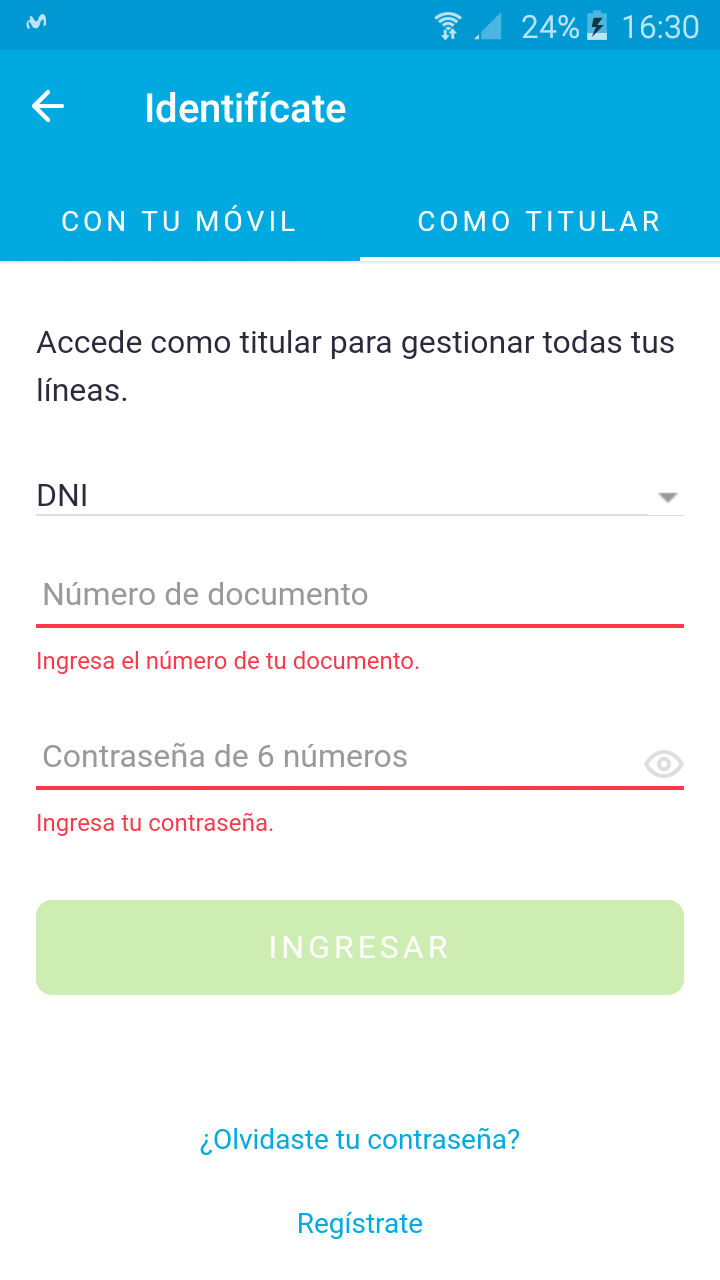 24% 16:30
Identifícate
CON TU MÓVIL COMO TITULAR
Accede como titular para gestionar todas tus
líneas.
DNI
Número de documento
Ingresa el número de tu documento.
Contraseña de 6 números
Ingresa tu contraseña.
INGRESAR
¿Olvidaste tu contraseña?
Regístrate